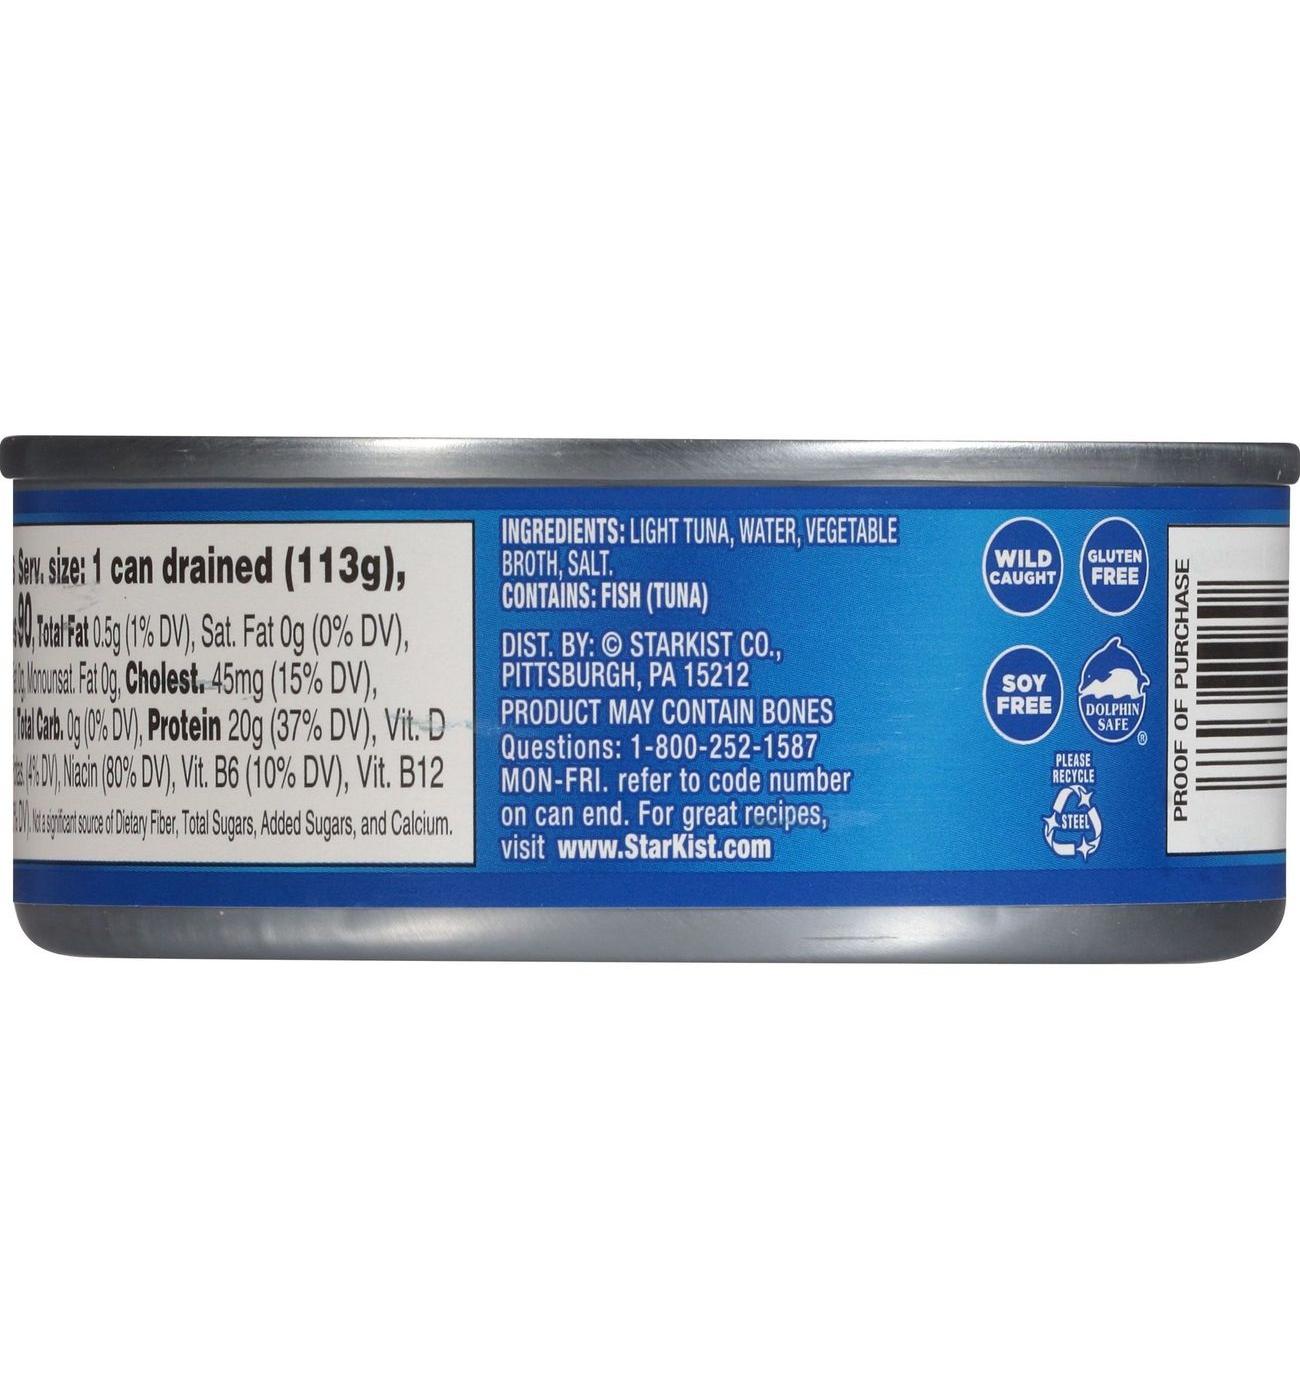 Serv. size: 1 can drained (113g),
90, Total Fat 0.5g (1% DV), Sat. Fat 0g (0% DV),
0g, Monounsat. Fat 0g, Cholest. 45mg (15% DV),
Total Carb. 0g (0% DV), Protein 20g (37% DV), Vit. D
(4% DV), Niacin (80% DV), Vit. B6 (10% DV), Vit. B12
DV). Not a significant source of Dietary Fiber, Total Sugars, Added Sugars, and Calcium.
INGREDIENTS: LIGHT TUNA, WATER, VEGETABLE
BROTH, SALT.
CONTAINS: FISH (TUNA)
DIST. BY: © STARKIST CO.,
PITTSBURGH, PA 15212
PRODUCT MAY CONTAIN BONES
Questions: 1-800-252-1587
MON-FRI. refer to code number
on can end. For great recipes,
visit www.StarKist.com
WILD
CAUGHT
GLUTEN
FREE
SOY
FREE
DOLPHIN
SAFE
®
PLEASE
RECYCLE
STEEL
PROOF OF PURCHASE